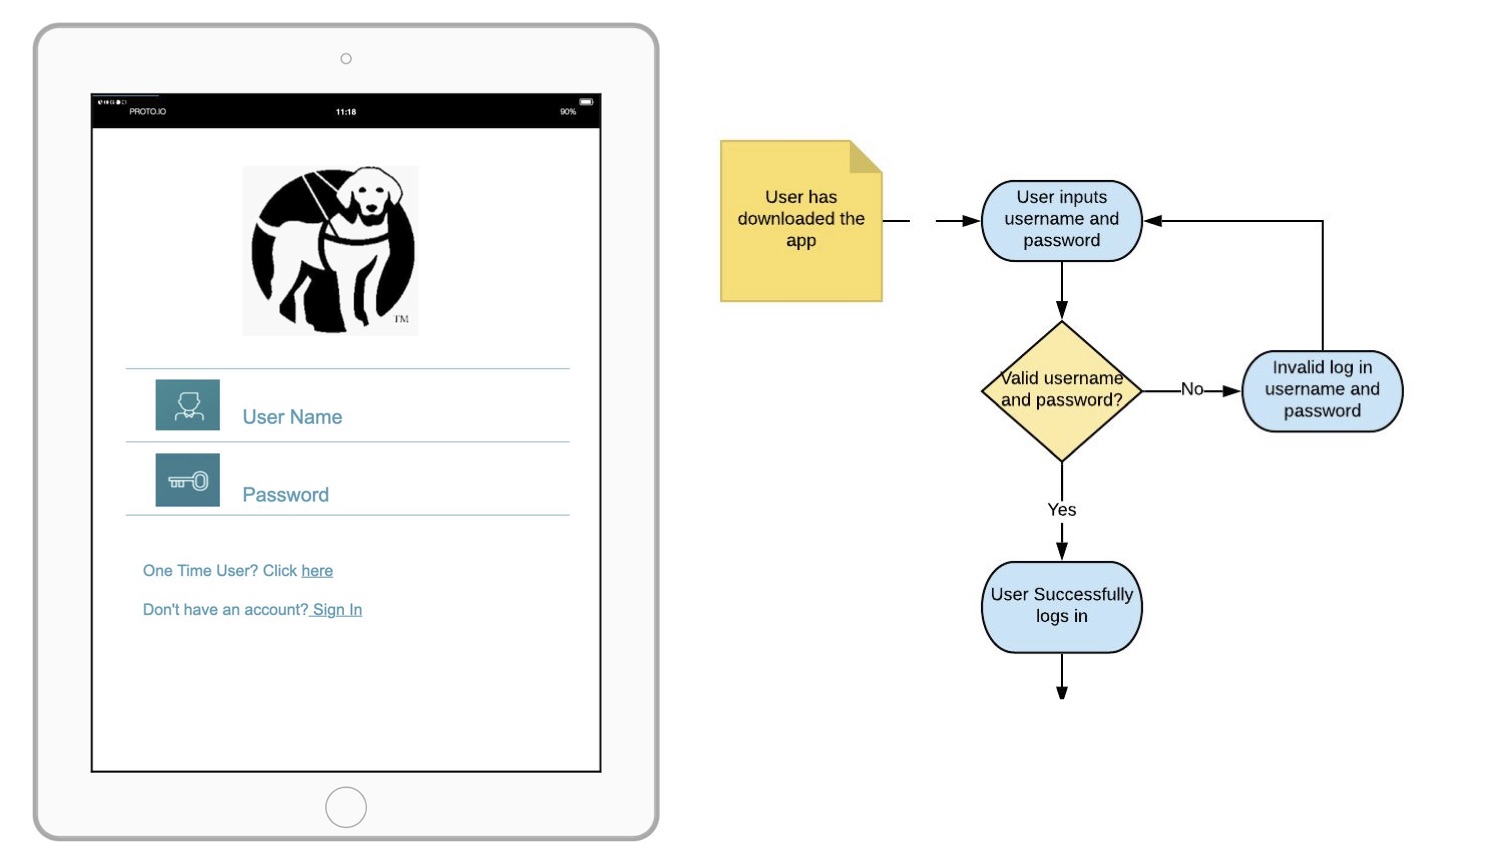 PROTO.IO
11:18
90%
TM
User Name
Password
One Time User? Click here
Don't have an account? Sign In
User has
downloaded the
app
User inputs
username and
password
Valid username
and password?
No
Invalid log in
username and
password
Yes
User Successfully
logs in